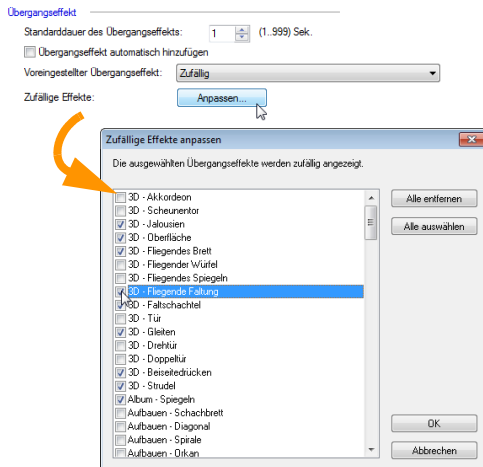 Übergangseffekt
Standarddauer des Übergangseffekts: 1 (1..999) Sek.
Übergangseffekt automatisch hinzufügen
Voreingestellter Übergangseffekt: Zufällig
Zufällige Effekte: Anpassen...
Zufällige Effekte anpassen
Die ausgewählten Übergangseffekte werden zufällig angezeigt.
3D - Akkordeon
Alle entfernen
3D - Scheunentor
3D - Jalousien
Alle auswählen
3D - Oberfläche
3D - Fliegendes Brett
3D - Fliegender Würfel
3D - Fliegendes Spiegeln
3D - Fliegende Faltung
3D - Faltschachtel
3D - Tür
3D - Gleiten
3D - Drehtür
3D - Doppeltür
3D - Beiseitedrücken
3D - Strudel
Album - Spiegeln
Aufbauen - Schachbrett
Aufbauen - Diagonal
OK
Aufbauen - Spirale
Aufbauen - Orkan
Abbrechen